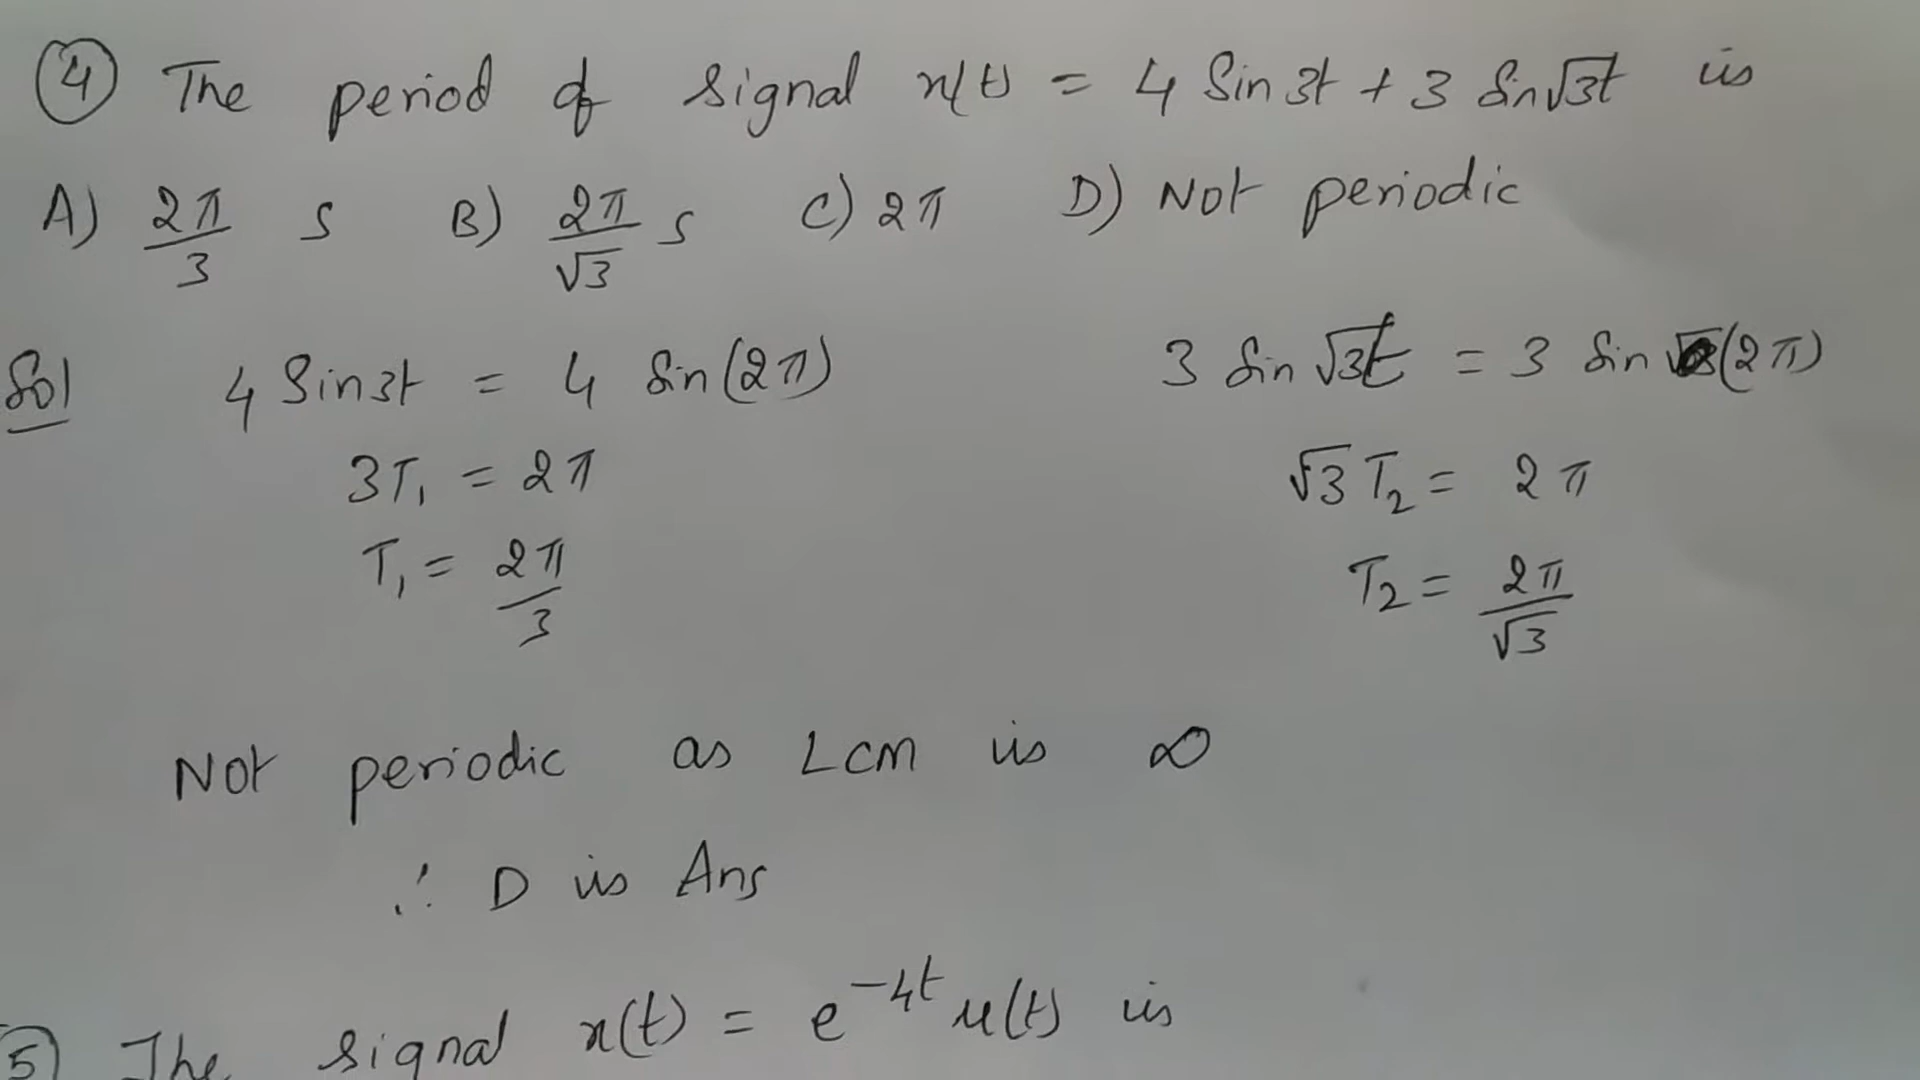 ④ The period of signal x(t) = 4 Sin 3t + 3 Sin √3t is
A) 2π/3 s B) 2π/√3 s C) 2π D) Not periodic
Sol 4 Sin 3t = 4 Sin (2π) 3 Sin √3t = 3 Sin (2π)
3T₁ = 2π √3 T₂ = 2π
T₁ = 2π/3 T₂ = 2π/√3
Not periodic as LCM is ∞
∴ D is Ans
⑤ The signal x(t) = e^-4t u(t) is